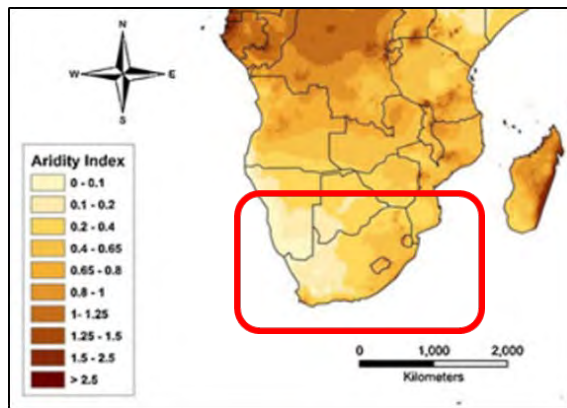 N
W E
S
Aridity Index
0 - 0.1
0.1 - 0.2
0.2 - 0.4
0.4 - 0.65
0.65 - 0.8
0.8 - 1
1- 1.25
1.25 - 1.5
1.5 - 2.5
> 2.5
0 1,000 2,000
Kilometers